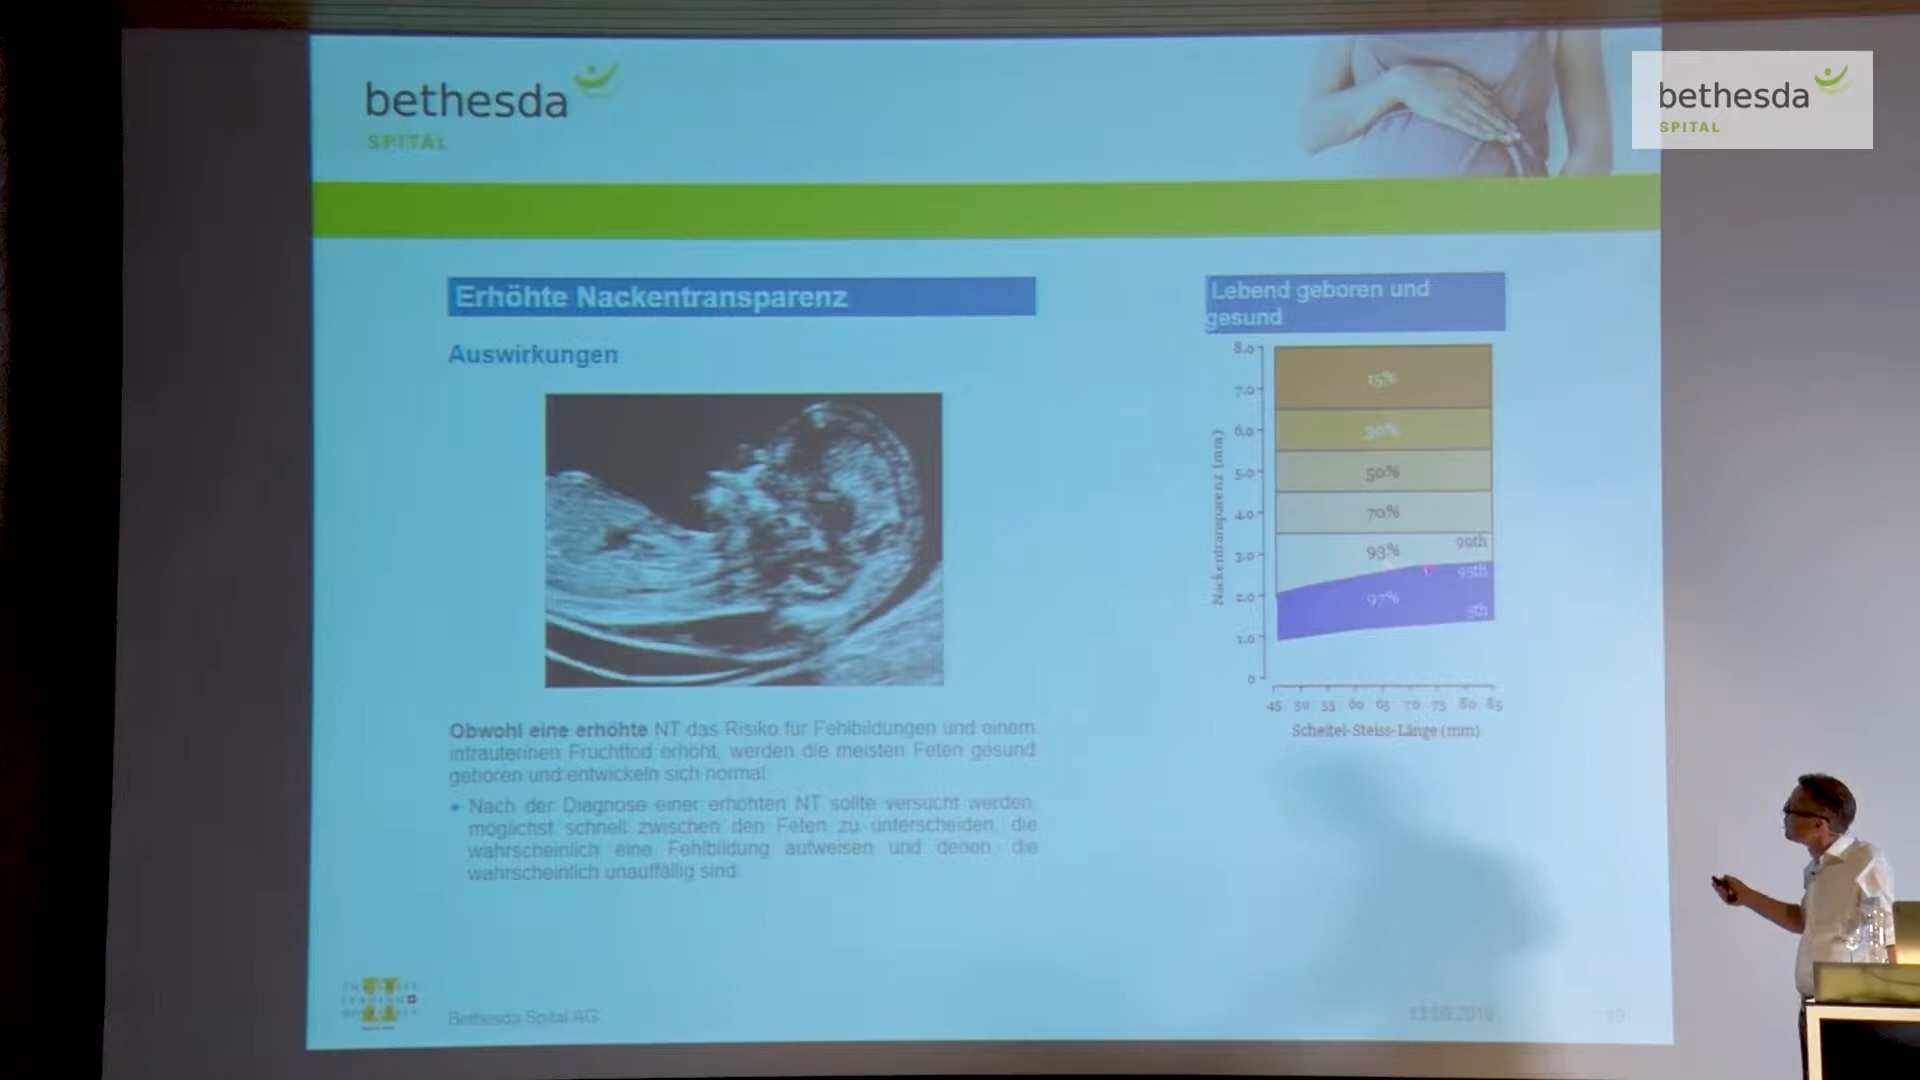 bethesda
SPITAL
bethesda
SPITAL
Erhöhte Nackentransparenz
Auswirkungen
Obwohl eine erhöhte NT das Risiko für Fehlbildungen und einem
intrauterinen Fruchttod erhöht, werden die meisten Feten gesund
geboren und entwickeln sich normal.
• Nach der Diagnose einer erhöhten NT sollte versucht werden,
möglichst schnell zwischen den Feten zu unterscheiden, die
wahrscheinlich eine Fehlbildung aufweisen und denen, die
wahrscheinlich unauffällig sind.
Lebend geboren und
gesund
Nackentransparenz (mm)
8.0
7.0
6.0
5.0
4.0
3.0
2.0
1.0
0
15%
30%
50%
70%
93%
99th
95th
97%
5th
45 50 55 60 65 70 75 80 85
Scheitel-Steiss-Länge (mm)
Bethesda Spital AG
19